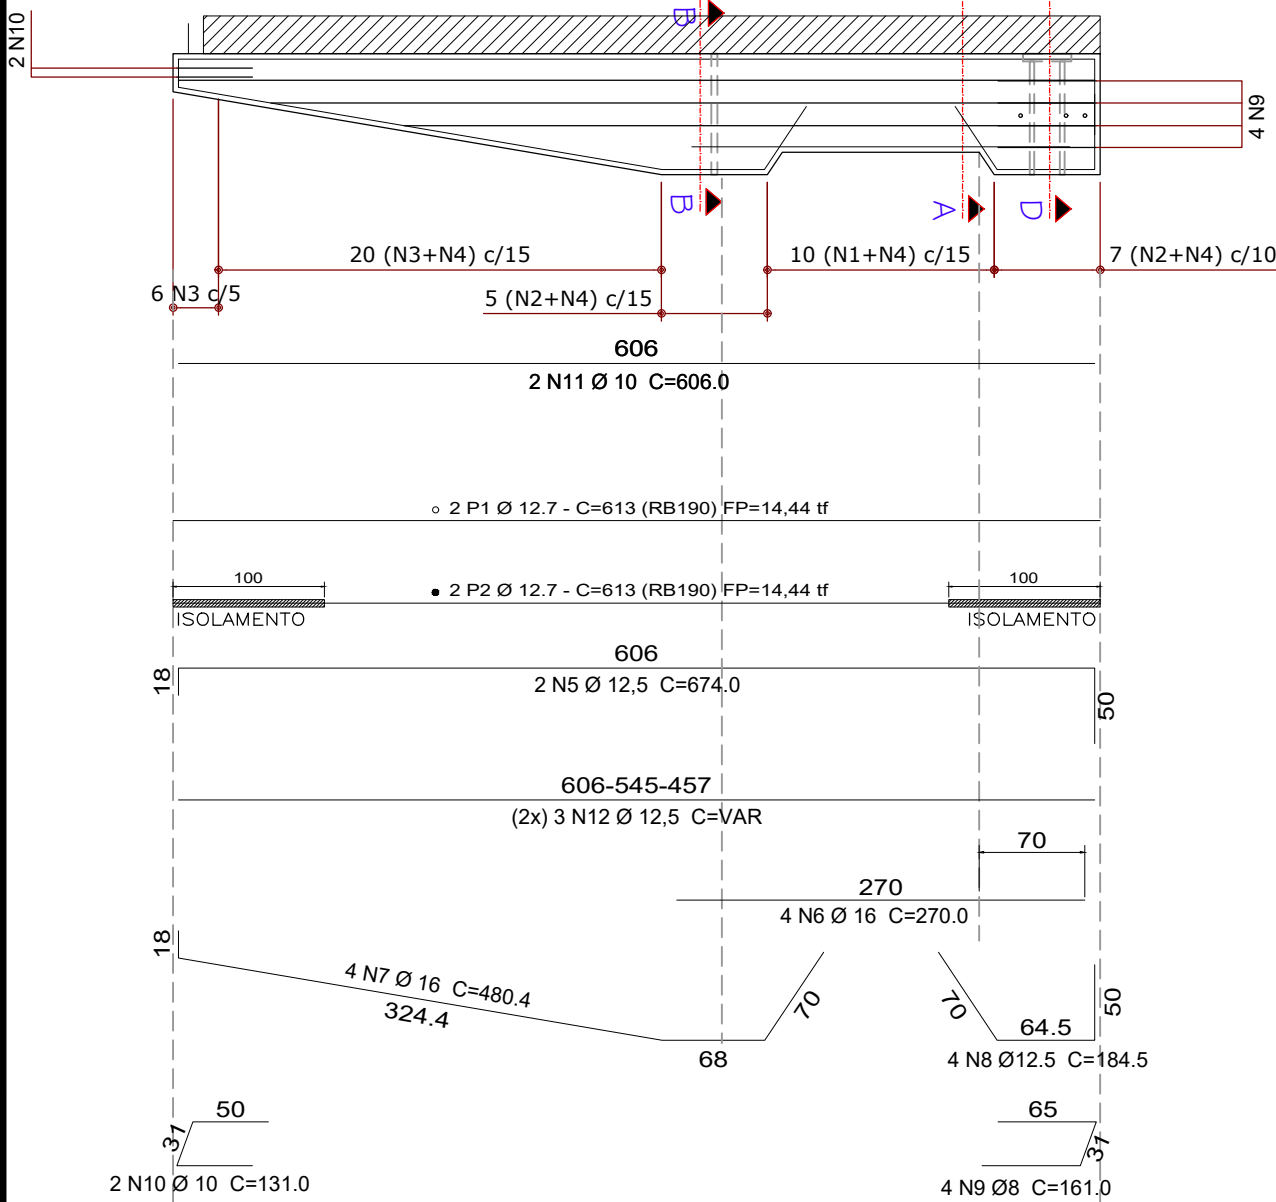 2 N10
B
4 N9
B
A
D
20 (N3+N4) c/15
10 (N1+N4) c/15
7 (N2+N4) c/10
6 N3 c/5
5 (N2+N4) c/15
606
2 N11 Ø 10 C=606.0
2 P1 Ø 12.7 - C=613 (RB190) FP=14,44 tf
100
2 P2 Ø 12.7 - C=613 (RB190) FP=14,44 tf
100
ISOLAMENTO
ISOLAMENTO
18
606
2 N5 Ø 12,5 C=674.0
50
606-545-457
(2x) 3 N12 Ø 12,5 C=VAR
70
270
4 N6 Ø 16 C=270.0
18
4 N7 Ø 16 C=480.4
324.4
70
70
50
64.5
68
4 N8 Ø12.5 C=184.5
50
31
2 N10 Ø 10 C=131.0
65
31
4 N9 Ø8 C=161.0